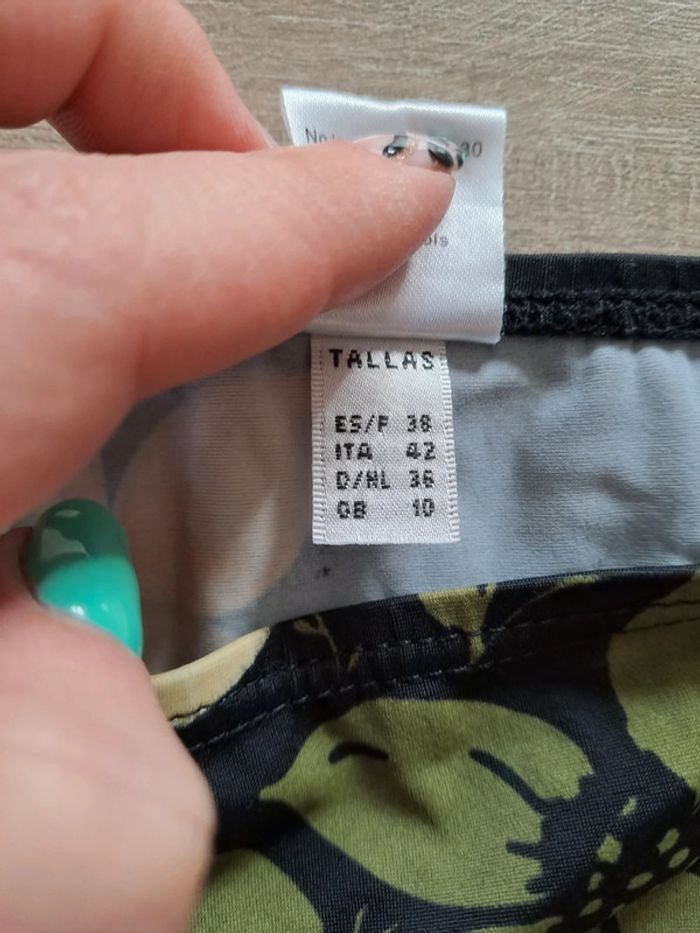 TALLAS
ES/F 38
ITA 42
D/NL 36
GB 10